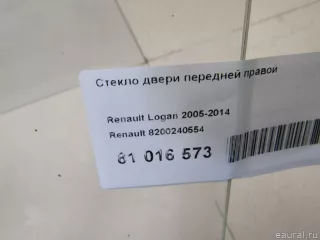 Стекло двери передней правой
Renault Logan 2005-2014
Renault 8200240554
81 016 573
eaural.ru